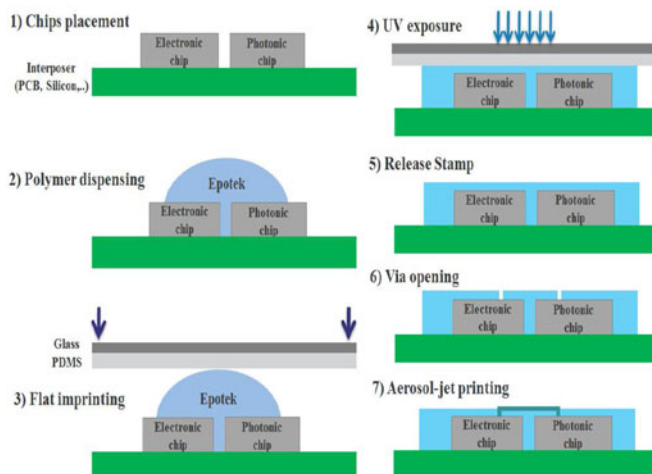 1) Chips placement
Electronic chip
Photonic chip
Interposer
(PCB, Silicon,..)
2) Polymer dispensing
Epotek
Electronic chip
Photonic chip
Glass
PDMS
3) Flat imprinting
Epotek
Electronic chip
Photonic chip
4) UV exposure
Electronic chip
Photonic chip
5) Release Stamp
Electronic chip
Photonic chip
6) Via opening
Electronic chip
Photonic chip
7) Aerosol-jet printing
Electronic chip
Photonic chip